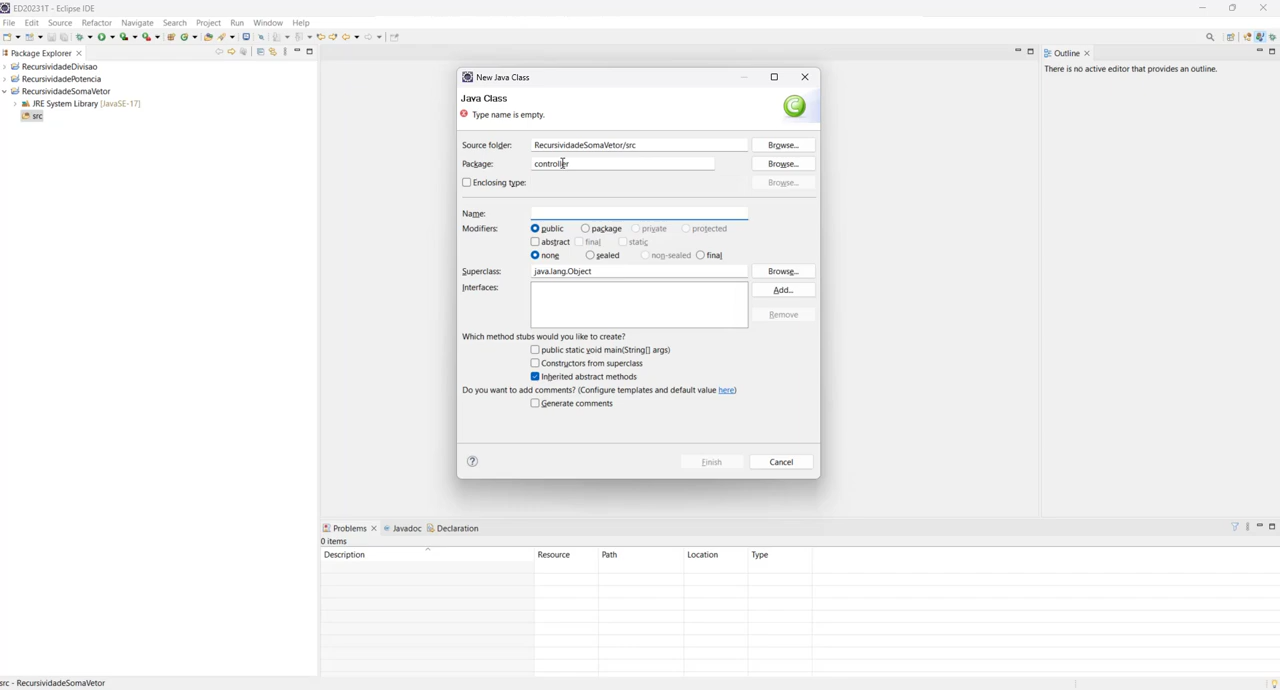 ED20231T - Eclipse IDE
File Edit Source Refactor Navigate Search Project Run Window Help
Package Explorer
RecursividadeDivisao
RecursividadePotencia
RecursividadeSomaVetor
JRE System Library [JavaSE-17]
src
New Java Class
Java Class
Type name is empty.
Source folder: RecursividadeSomaVetor/src Browse...
Package: controller Browse...
Enclosing type: Browse...
Name:
Modifiers: public package private protected
abstract final static
none sealed non-sealed final
Superclass: java.lang.Object Browse...
Interfaces: Add...
Remove
Which method stubs would you like to create?
public static void main(String[] args)
Constructors from superclass
Inherited abstract methods
Do you want to add comments? (Configure templates and default value here)
Generate comments
Finish Cancel
Outline
There is no active editor that provides an outline.
Problems Javadoc Declaration
0 items
Description Resource Path Location Type
src - RecursividadeSomaVetor